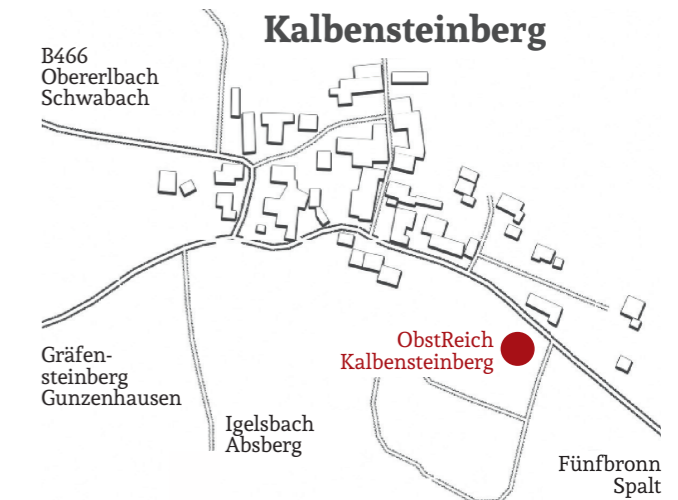 Kalbensteinberg
B466
Obererlbach
Schwabach
ObstReich
Kalbensteinberg
Gräfen-
steinberg
Gunzenhausen
Igelsbach
Absberg
Fünfbronn
Spalt